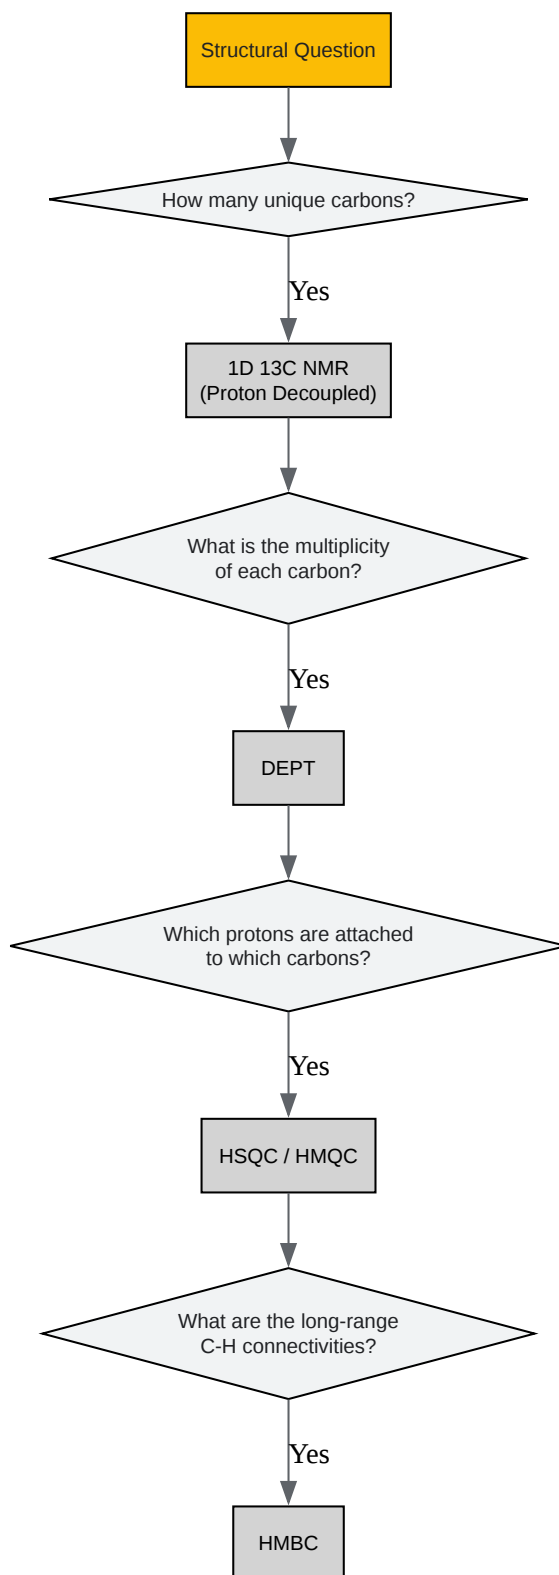 Structural Question
How many unique carbons?
Yes
1D 13C NMR
(Proton Decoupled)
What is the multiplicity
of each carbon?
Yes
DEPT
Which protons are attached
to which carbons?
Yes
HSQC / HMQC
What are the long-range
C-H connectivities?
Yes
HMBC